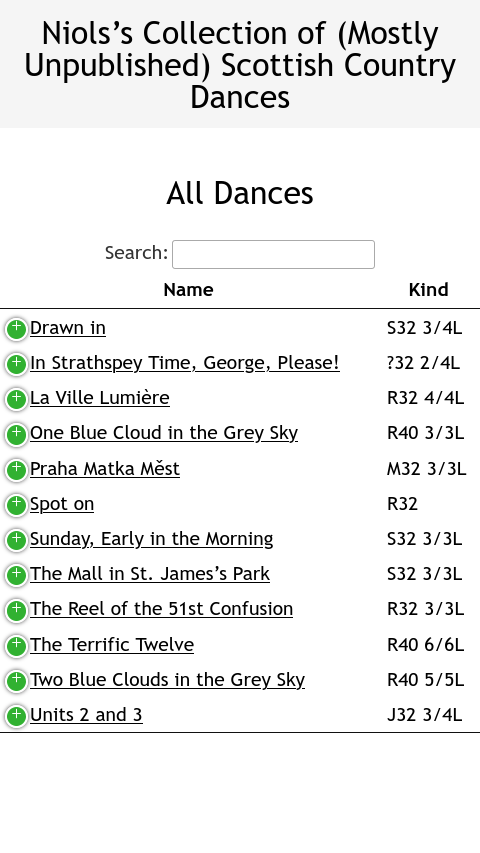 Niols’s Collection of (Mostly
Unpublished) Scottish Country
Dances
All Dances
Search:
Name Kind
Drawn in S32 3/4L
In Strathspey Time, George, Please! ?32 2/4L
La Ville Lumière R32 4/4L
One Blue Cloud in the Grey Sky R40 3/3L
Praha Matka Měst M32 3/3L
Spot on R32
Sunday, Early in the Morning S32 3/3L
The Mall in St. James’s Park S32 3/3L
The Reel of the 51st Confusion R32 3/3L
The Terrific Twelve R40 6/6L
Two Blue Clouds in the Grey Sky R40 5/5L
Units 2 and 3 J32 3/4L